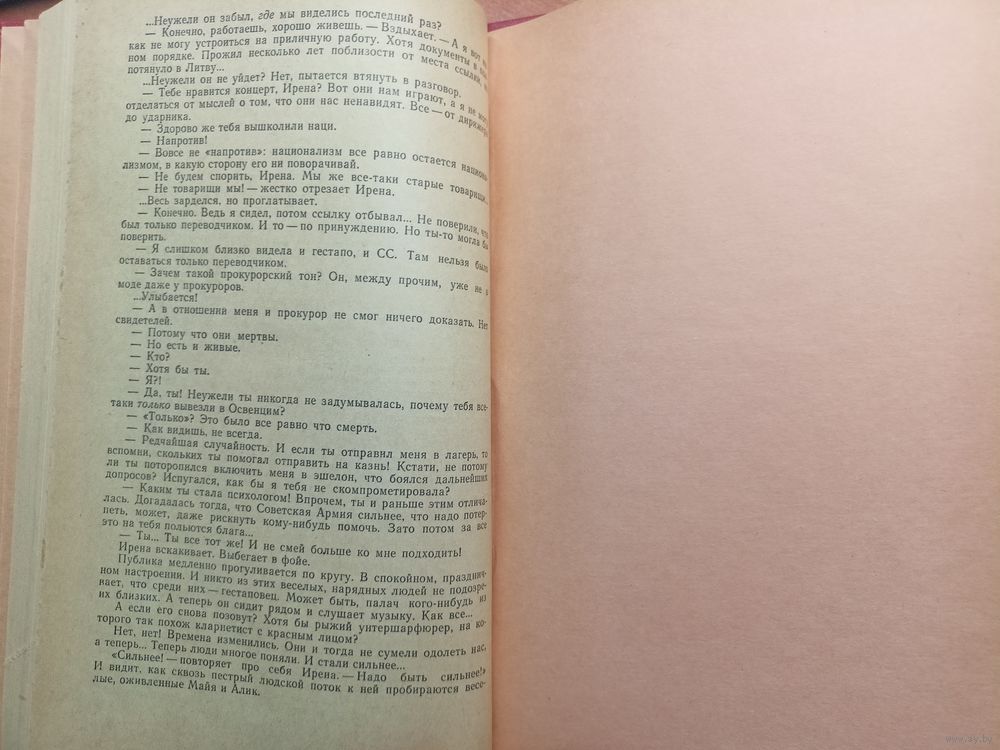 ...Неужели он забыл, где мы виделись последний раз?
— Конечно, работаешь, хорошо живешь. — Вздыхает. — А я вот
как не могу устроиться на приличную работу. Хотя документы в
ном порядке. Прожил несколько лет поблизости от места ссылки,
потянуло в Литву...
...Неужели он не уйдет? Нет, пытается втянуть в разговор.
— Тебе нравится концерт, Ирена? Вот они нам играют, а я не могу
отделаться от мыслей о том, что они нас ненавидят. Все — от дирижера
до ударника.
— Здорово же тебя вышколили наци.
— Напротив!
— Вовсе не «напротив»: национализм все равно остается национа-
лизмом, в какую сторону его ни поворачивай.
— Не будем спорить, Ирена. Мы же все-таки старые товарищи.
— Не товарищи мы! — жестко отрезает Ирена.
...Весь зарделся, но проглатывает.
— Конечно. Ведь я сидел, потом ссылку отбывал... Не поверили, что
был только переводчиком. И то — по принуждению. Но ты-то могла бы
поверить.
— Я слишком близко видела и гестапо, и СС. Там нельзя было
оставаться только переводчиком.
— Зачем такой прокурорский тон? Он, между прочим, уже не в
моде даже у прокуроров.
...Улыбается!
— А в отношении меня и прокурор не смог ничего доказать. Нет
свидетелей.
— Потому что они мертвы.
— Но есть и живые.
— Кто?
— Хотя бы ты.
— Я?!
— Да, ты! Неужели ты никогда не задумывалась, почему тебя все-
таки только вывезли в Освенцим?
— «Только»? Это было все равно что смерть.
— Как видишь, не всегда.
— Редчайшая случайность. И если ты отправил меня в лагерь, то
вспомни, скольких ты помогал отправить на казнь! Кстати, не потому
ли ты поторопился включить меня в эшелон, что боялся дальнейших
допросов? Испугался, как бы я тебя не скомпрометировала?
— Каким ты стала психологом! Впрочем, ты и раньше этим отлича-
лась. Догадалась тогда, что Советская Армия сильнее, что надо потер-
петь, может, даже рискнуть кому-нибудь помочь. Зато потом за все
это на тебя польются блага...
— Ты... Ты все тот же! И не смей больше ко мне подходить!
Ирена вскакивает. Выбегает в фойе.
Публика медленно прогуливается по кругу. В спокойном, празднич-
ном настроении. И никто из этих веселых, нарядных людей не подозре-
вает, что среди них — гестаповец. Может быть, палач кого-нибудь из
их близких. А теперь он сидит рядом и слушает музыку. Как все...
А если его снова позовут? Хотя бы рыжий унтершарфюрер, на ко-
торого так похож кларнетист с красным лицом?
Нет, нет! Времена изменились. Они и тогда не сумели одолеть нас,
а теперь... Теперь люди многое поняли. И стали сильнее...
«Сильнее! — повторяет про себя Ирена. — Надо быть сильнее!»
И видит, как сквозь пестрый людской поток к ней пробираются весе-
лые, оживленные Майя и Алик.
www.ay.by